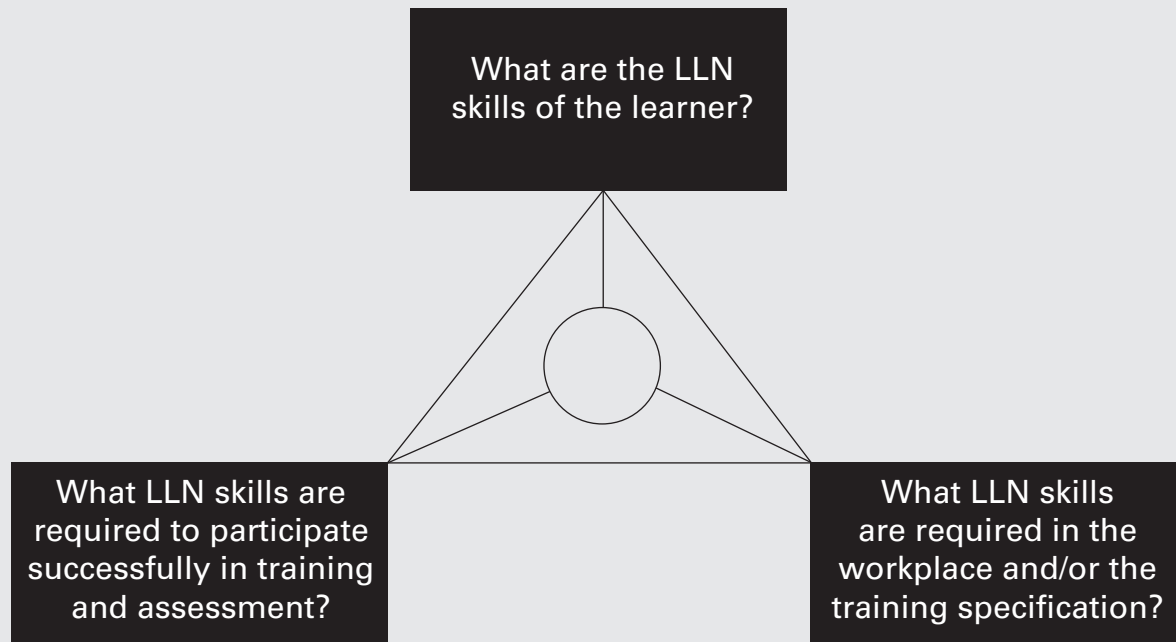 What are the LLN
skills of the learner?
What LLN skills are
required to participate
successfully in training
and assessment?
What LLN skills
are required in the
workplace and/or the
training specification?